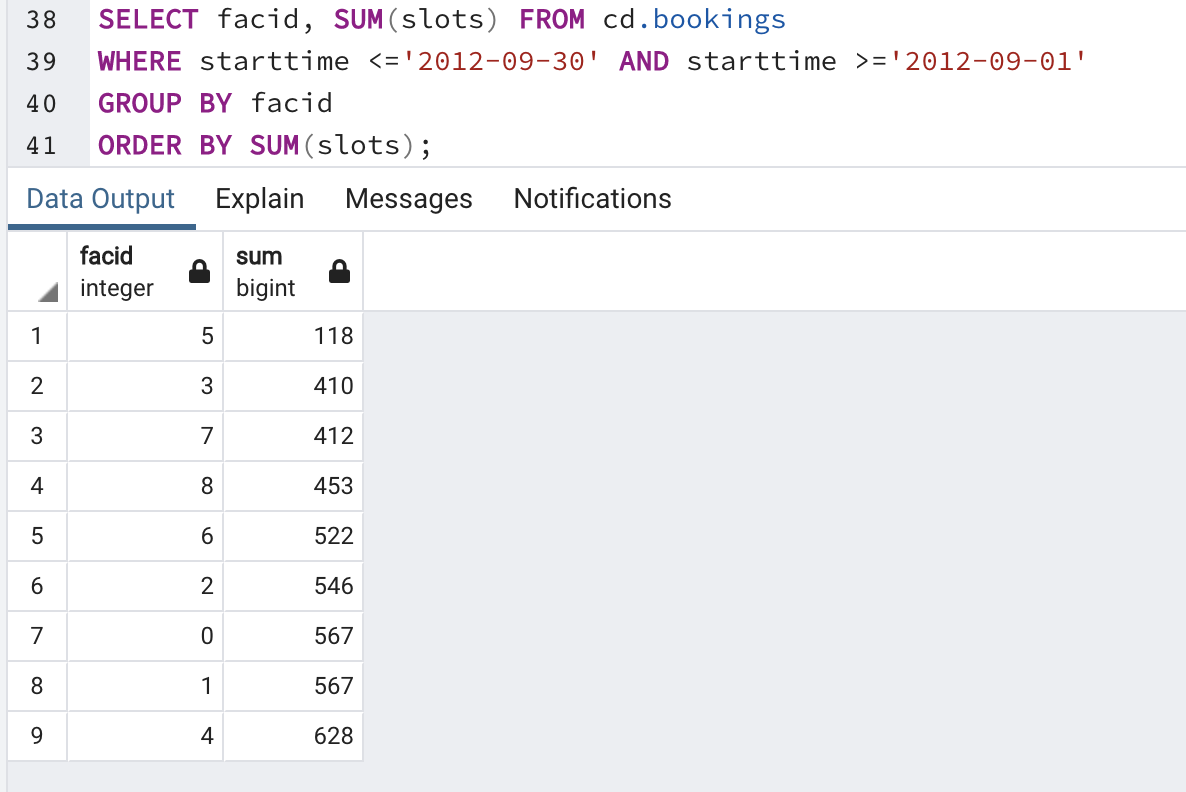 38 SELECT facid, SUM(slots) FROM cd.bookings
39 WHERE starttime <='2012-09-30' AND starttime >='2012-09-01'
40 GROUP BY facid
41 ORDER BY SUM(slots);
Data Output Explain Messages Notifications
facid sum
integer bigint
1 5 118
2 3 410
3 7 412
4 8 453
5 6 522
6 2 546
7 0 567
8 1 567
9 4 628